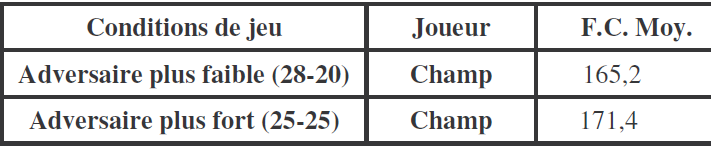 Conditions de jeu Joueur F.C. Moy.
Adversaire plus faible (28-20) Champ 165,2
Adversaire plus fort (25-25) Champ 171,4